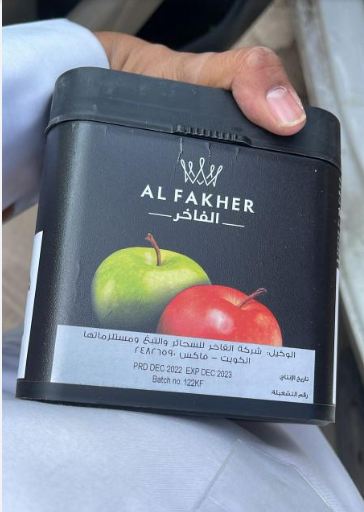 AL FAKHER
الفاخر
الوكيل: شركة الفاخر للسجائر والتبغ ومستلزماتها
الكويت - فاكس ٢٤٨٢٦٥٩٠
PRD DEC 2022 EXP DEC 2023
Batch no. 122KF
تاريخ الإنتاج
رقم التشغيلة: